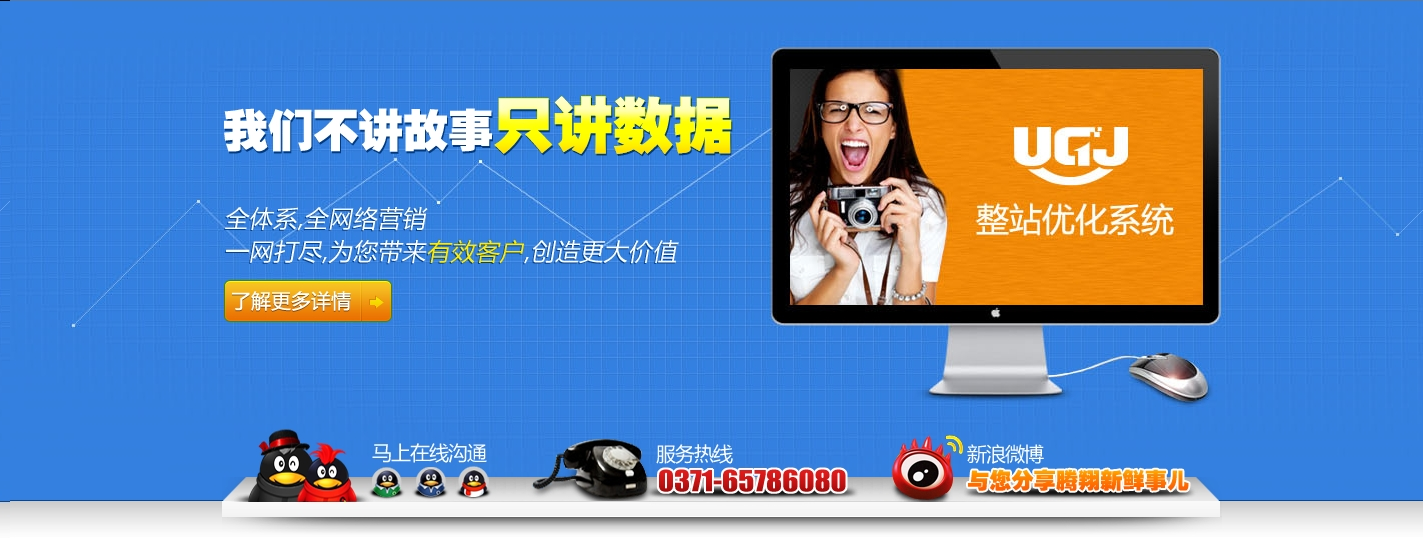 我们不讲故事只讲数据
全体系,全网络营销
一网打尽,为您带来有效客户,创造更大价值
了解更多详情
UGJ
整站优化系统
马上在线沟通
服务热线
0371-65786080
新浪微博
与您分享腾翔新鲜事儿